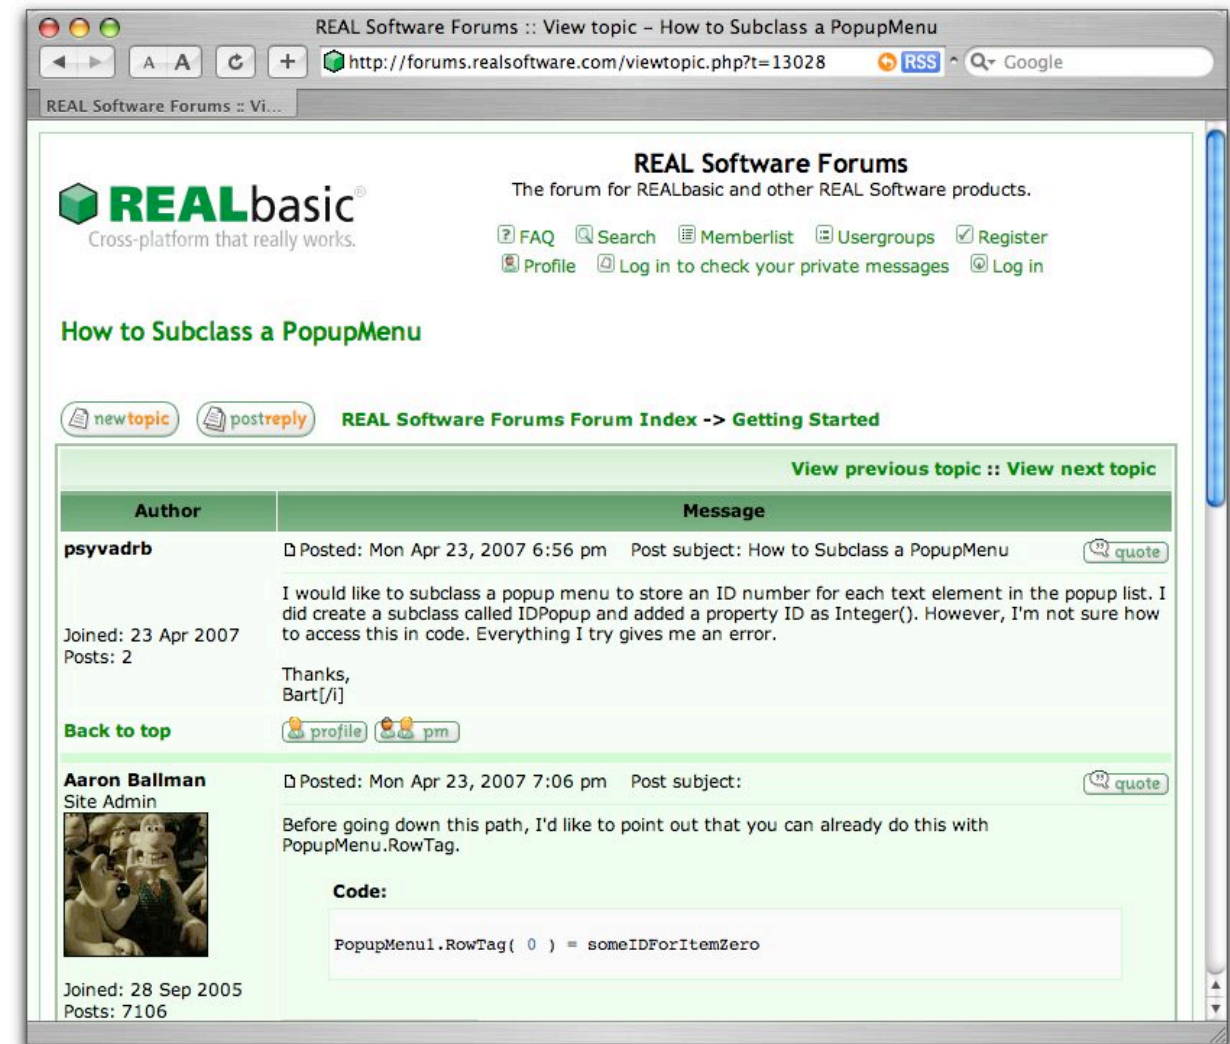 REAL Software Forums :: View topic – How to Subclass a PopupMenu
A A + http://forums.realsoftware.com/viewtopic.php?t=13028 RSS Google
REAL Software Forums :: Vi...
REAL Software Forums
The forum for REALbasic and other REAL Software products.
REALbasic®
Cross-platform that really works.
FAQ Search Memberlist Usergroups Register
Profile Log in to check your private messages Log in
How to Subclass a PopupMenu
newtopic postreply REAL Software Forums Forum Index -> Getting Started
View previous topic :: View next topic
Author Message
psyvadrb
Joined: 23 Apr 2007
Posts: 2
Posted: Mon Apr 23, 2007 6:56 pm Post subject: How to Subclass a PopupMenu quote
I would like to subclass a popup menu to store an ID number for each text element in the popup list. I
did create a subclass called IDPopup and added a property ID as Integer(). However, I'm not sure how
to access this in code. Everything I try gives me an error.
Thanks,
Bart[/i]
Back to top profile pm
Aaron Ballman
Site Admin
Joined: 28 Sep 2005
Posts: 7106
Posted: Mon Apr 23, 2007 7:06 pm Post subject: quote
Before going down this path, I'd like to point out that you can already do this with
PopupMenu.RowTag.
Code:
PopupMenu1.RowTag( 0 ) = someIDForItemZero